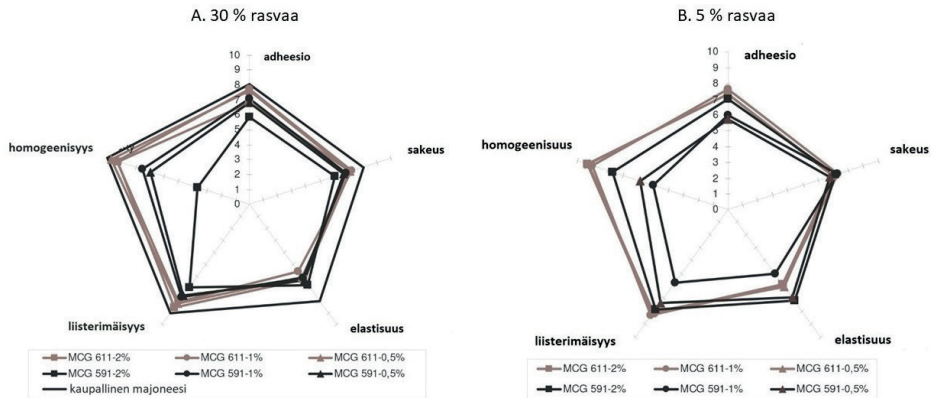 A. 30 % rasvaa
adheesio
10
9
8
7
6
5
4
3
2
1
0
sakeus
elastisuus
liisterimäisyys
homogeenisyys
MCG 611-2% MCG 611-1% MCG 611-0,5%
MCG 591-2% MCG 591-1% MCG 591-0,5%
kaupallinen majoneesi
B. 5 % rasvaa
adheesio
10
9
8
7
6
5
4
3
2
1
0
sakeus
elastisuus
liisterimäisyys
homogeenisuus
MCG 611-2% MCG 611-1% MCG 611-0,5%
MCG 591-2% MCG 591-1% MCG 591-0,5%